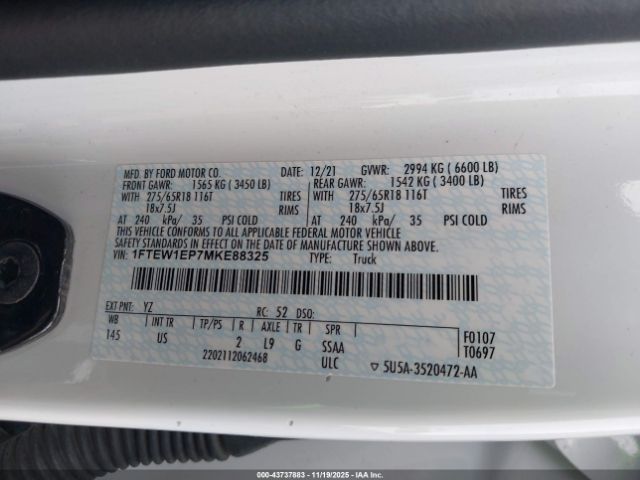 MFD. BY FORD MOTOR CO.
DATE: 12/21 GVWR: 2994 KG ( 6600 LB)
FRONT GAWR: 1565 KG ( 3450 LB)
REAR GAWR: 1542 KG ( 3400 LB)
WITH 275/65R18 116T TIRES
WITH 275/65R18 116T TIRES
18x7.5J RIMS
18x7.5J RIMS
AT 240 kPa/ 35 PSI COLD
AT 240 kPa/ 35 PSI COLD
THIS VEHICLE CONFORMS TO ALL APPLICABLE FEDERAL MOTOR VEHICLE
SAFETY STANDARDS IN EFFECT ON THE DATE OF MANUFACTURE SHOWN ABOVE.
VIN: 1FTEW1EP7MKE88325 TYPE: Truck
EXT PNT: YZ RC: 52 DSO:
WB INT TR TP/PS R AXLE TR SPR
145 US 2 L9 G SSAA
F0107
T0697
2202112062468 ULC
5U5A-3520472-AA
000-43737883 - 11/19/2025 - IAAI.CA